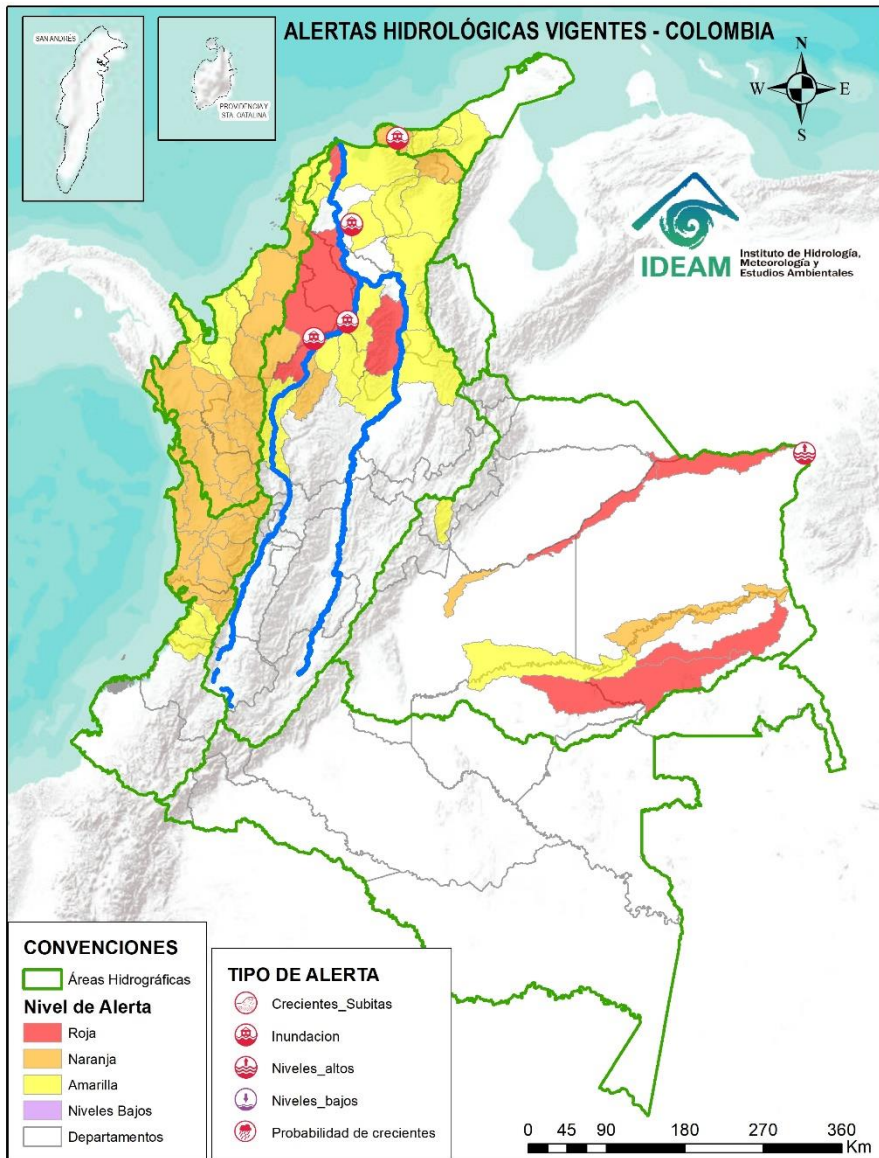 SAN ANDRÉS
PROVIDENCIA Y
STA. CATALINA
ALERTAS HIDROLÓGICAS VIGENTES - COLOMBIA
N
W
E
S
IDEAM
Instituto de Hidrología,
Meteorología y
Estudios Ambientales
CONVENCIONES
Áreas Hidrográficas
Nivel de Alerta
Roja
Naranja
Amarilla
Niveles Bajos
Departamentos
TIPO DE ALERTA
Crecientes_Subitas
Inundacion
Niveles_altos
Niveles_bajos
Probabilidad de crecientes
0 45 90 180 270 360
Km